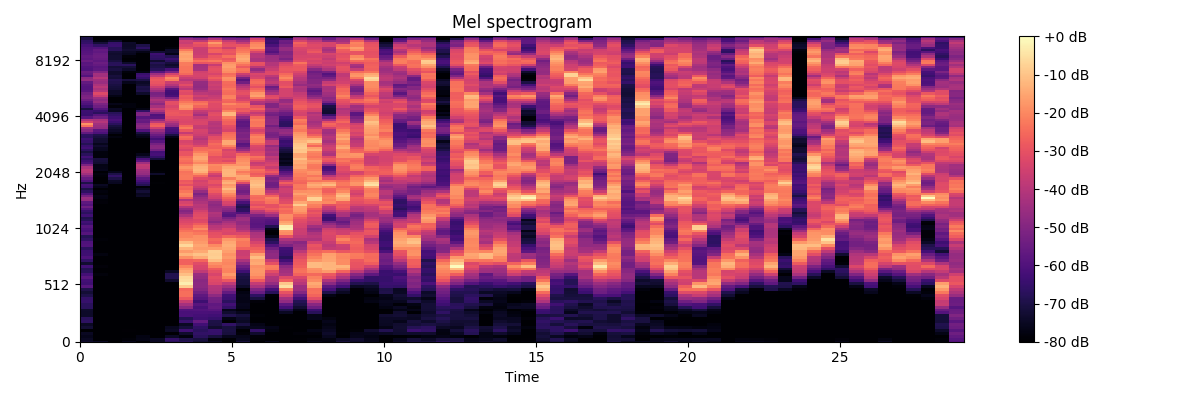 Mel spectrogram
8192
4096
2048
1024
512
0
Hz
0 5 10 15 20 25
Time
+0 dB
-10 dB
-20 dB
-30 dB
-40 dB
-50 dB
-60 dB
-70 dB
-80 dB